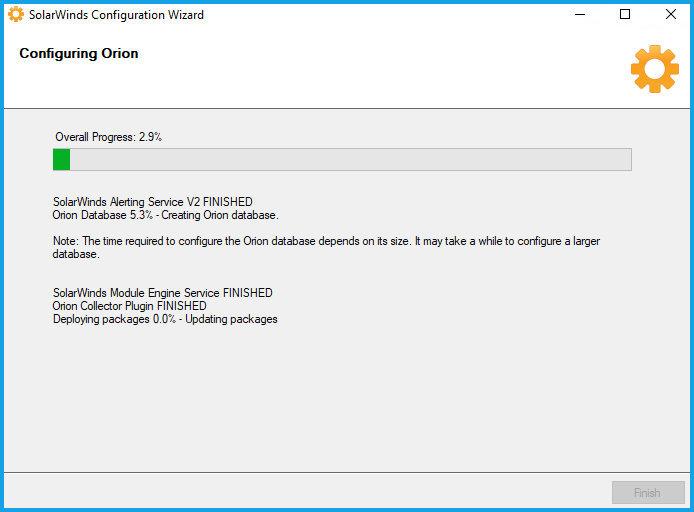 SolarWinds Configuration Wizard
Configuring Orion
Overall Progress: 2.9%
SolarWinds Alerting Service V2 FINISHED
Orion Database 5.3% - Creating Orion database.
Note: The time required to configure the Orion database depends on its size. It may take a while to configure a larger
database.
SolarWinds Module Engine Service FINISHED
Orion Collector Plugin FINISHED
Deploying packages 0.0% - Updating packages
Finish